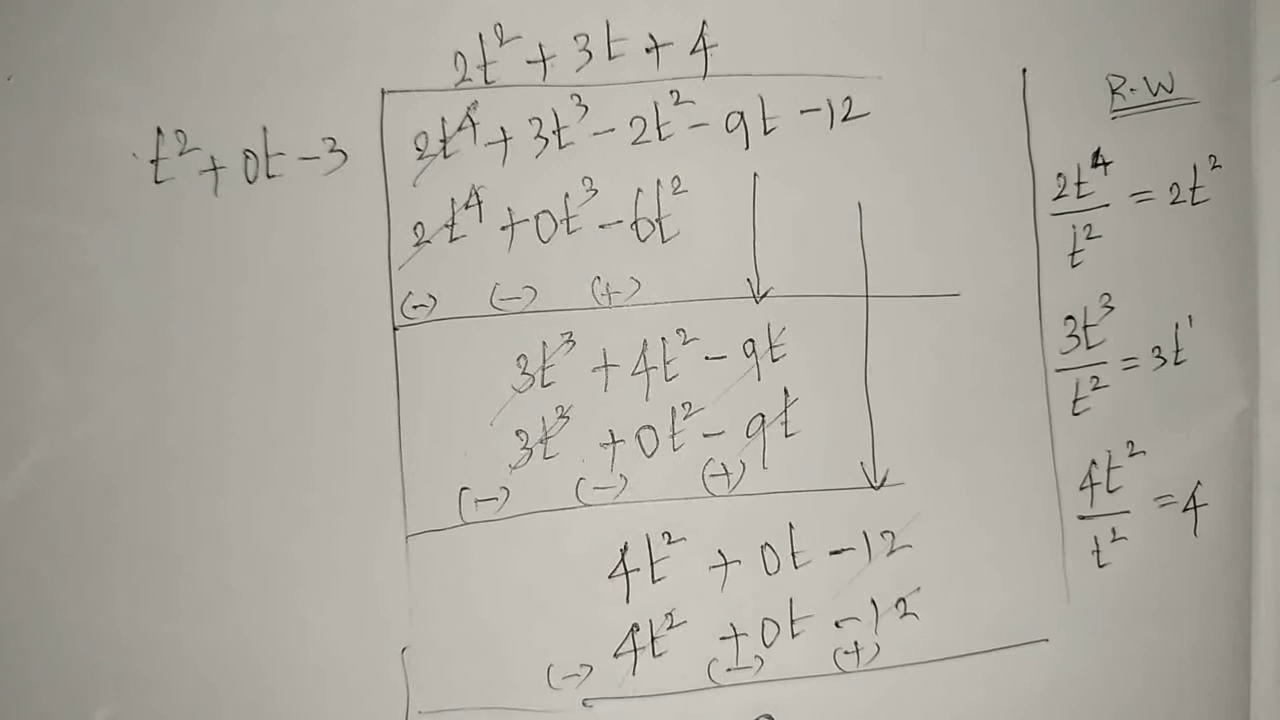 2t² + 3t + 4
t² + 0t - 3
2t⁴ + 3t³ - 2t² - 9t - 12
2t⁴ + 0t³ - 6t²
(-) (-) (+)
3t³ + 4t² - 9t
3t³ + 0t² - 9t
(-) (-) (+)
4t² + 0t - 12
4t² + 0t - 12
(-) (-) (+)
R.W
2t⁴/t² = 2t²
3t³/t² = 3t¹
4t²/t² = 4